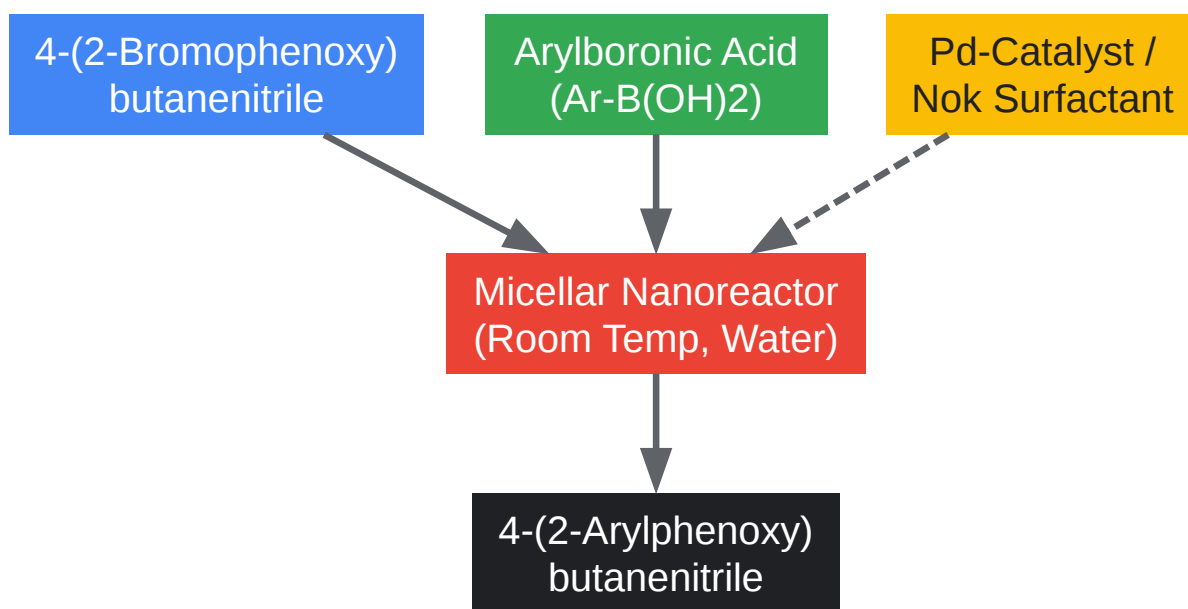 4-(2-Bromophenoxy)
butanenitrile
Arylboronic Acid
(Ar-B(OH)2)
Pd-Catalyst /
Nok Surfactant
Micellar Nanoreactor
(Room Temp, Water)
4-(2-Arylphenoxy)
butanenitrile